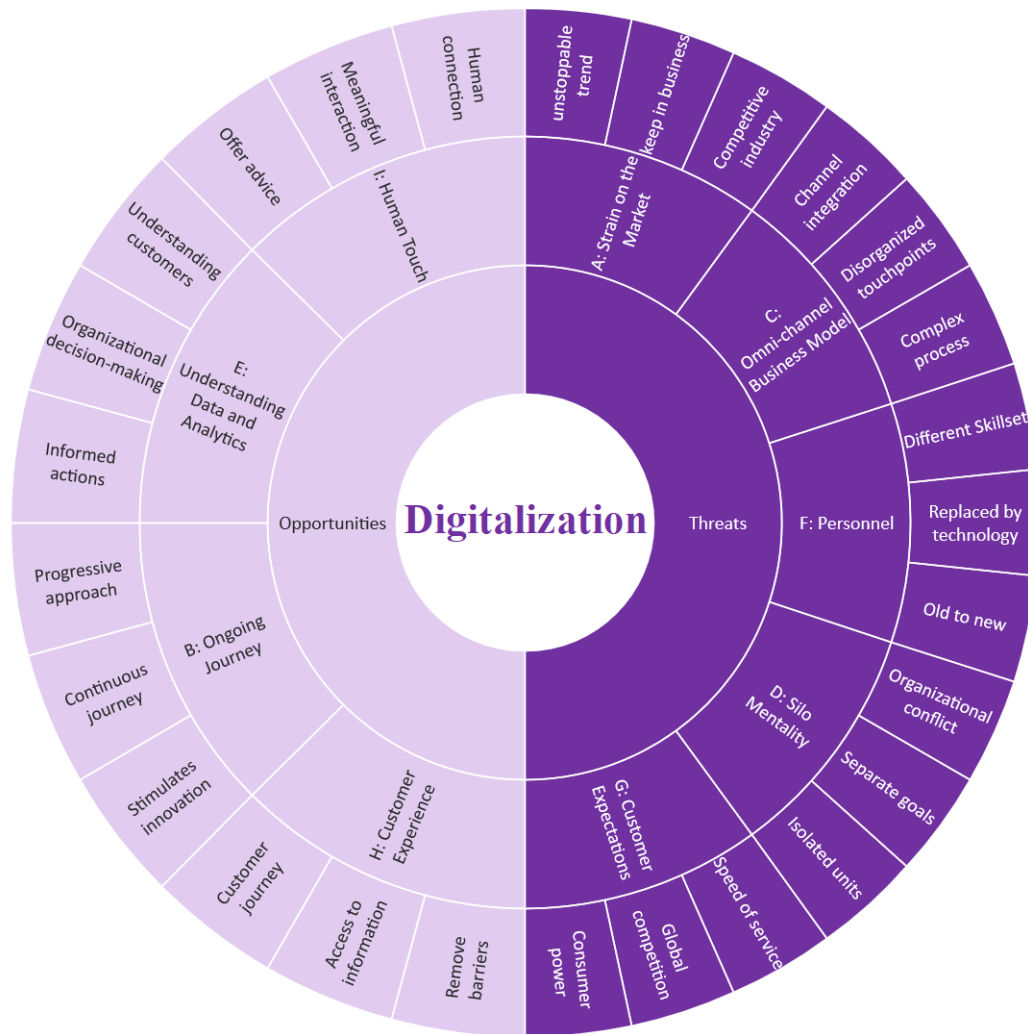 Digitalization
Opportunities
Threats
A: Strain on the
Market
unstoppable
trend
keep in business
Competitive
industry
C:
Omni-channel
Business Model
Channel
integration
Disorganized
touchpoints
Complex
process
F: Personnel
Different Skillset
Replaced by
technology
Old to new
D: Silo
Mentality
Organizational
conflict
Separate goals
Isolated units
G: Customer
Expectations
Speed of service
Global
competition
Consumer
power
H: Customer
Experience
Remove
barriers
Access to
information
Customer
journey
B: Ongoing
Journey
Stimulates
innovation
Continuous
journey
Progressive
approach
E:
Understanding
Data and
Analytics
Informed
actions
Organizational
decision-making
Understanding
customers
I: Human Touch
Offer advice
Meaningful
interaction
Human
connection